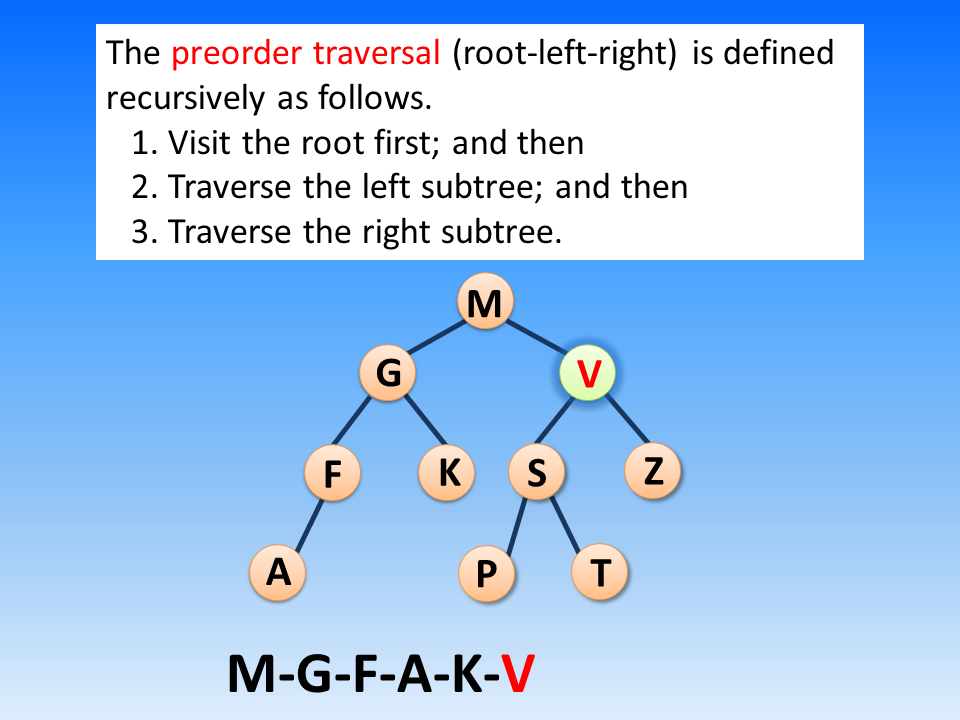 The preorder traversal (root-left-right) is defined
recursively as follows.
1. Visit the root first; and then
2. Traverse the left subtree; and then
3. Traverse the right subtree.
M
G
V
F
K
S
Z
A
P
T
M-G-F-A-K-V